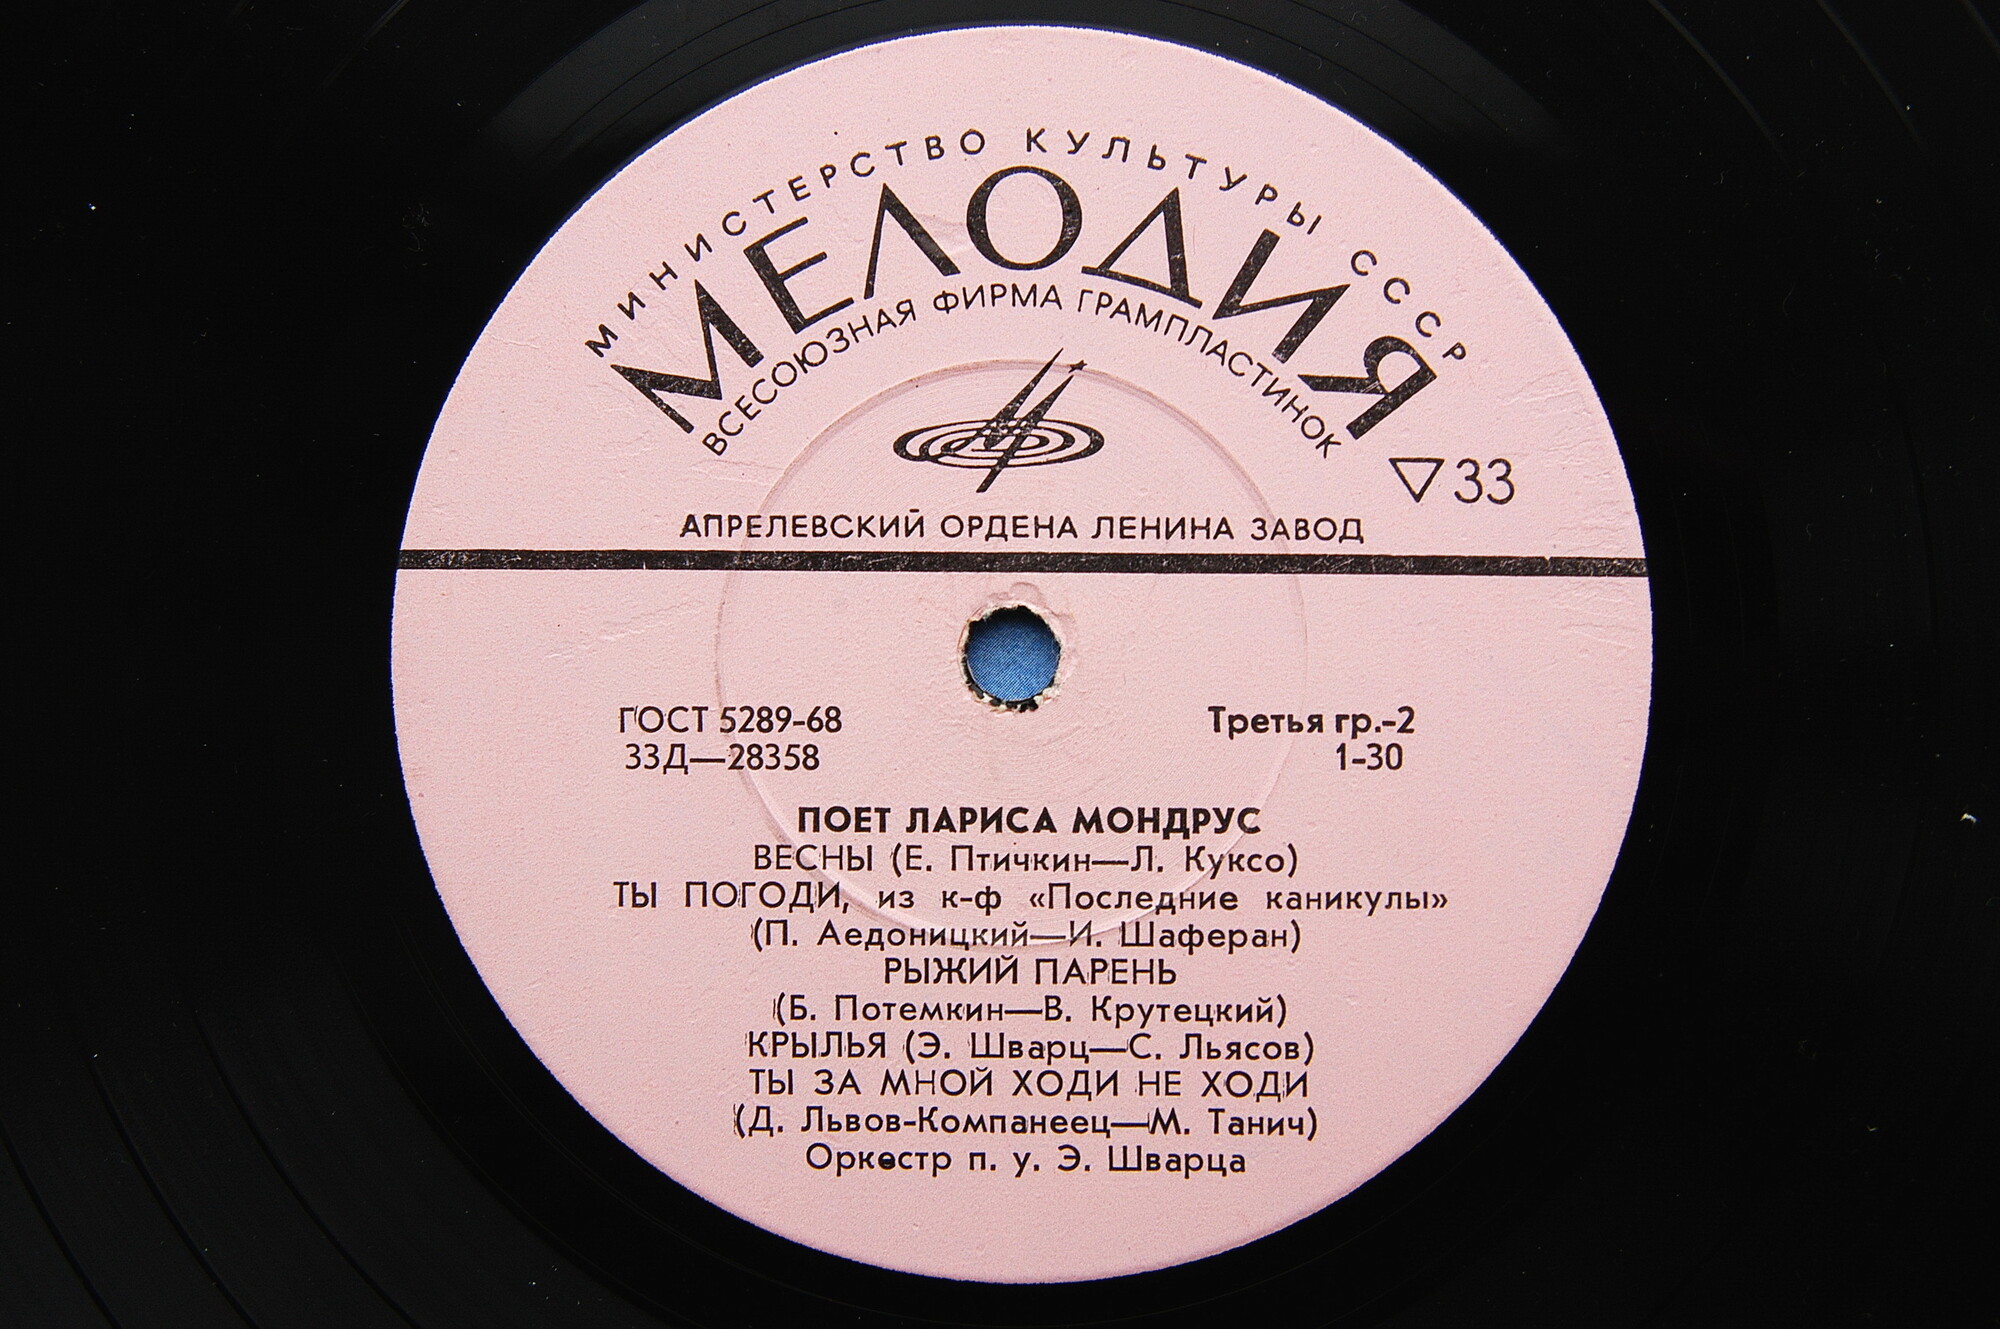 МИНИСТЕРСТВО КУЛЬТУРЫ СССР
МЕЛОДИЯ
ВСЕСОЮЗНАЯ ФИРМА ГРАМПЛАСТИНОК
33
АПРЕЛЕВСКИЙ ОРДЕНА ЛЕНИНА ЗАВОД
ГОСТ 5289-68 Третья гр.-2
33Д—28358 1-30
ПОЕТ ЛАРИСА МОНДРУС
ВЕСНЫ (Е. Птичкин—Л. Куксо)
ТЫ ПОГОДИ, из к-ф «Последние каникулы»
(П. Аедоницкий—И. Шаферан)
РЫЖИЙ ПАРЕНЬ
(Б. Потемкин—В. Крутецкий)
КРЫЛЬЯ (Э. Шварц—С. Льясов)
ТЫ ЗА МНОЙ ХОДИ НЕ ХОДИ
(Д. Львов-Компанеец—М. Танич)
Оркестр п. у. Э. Шварца